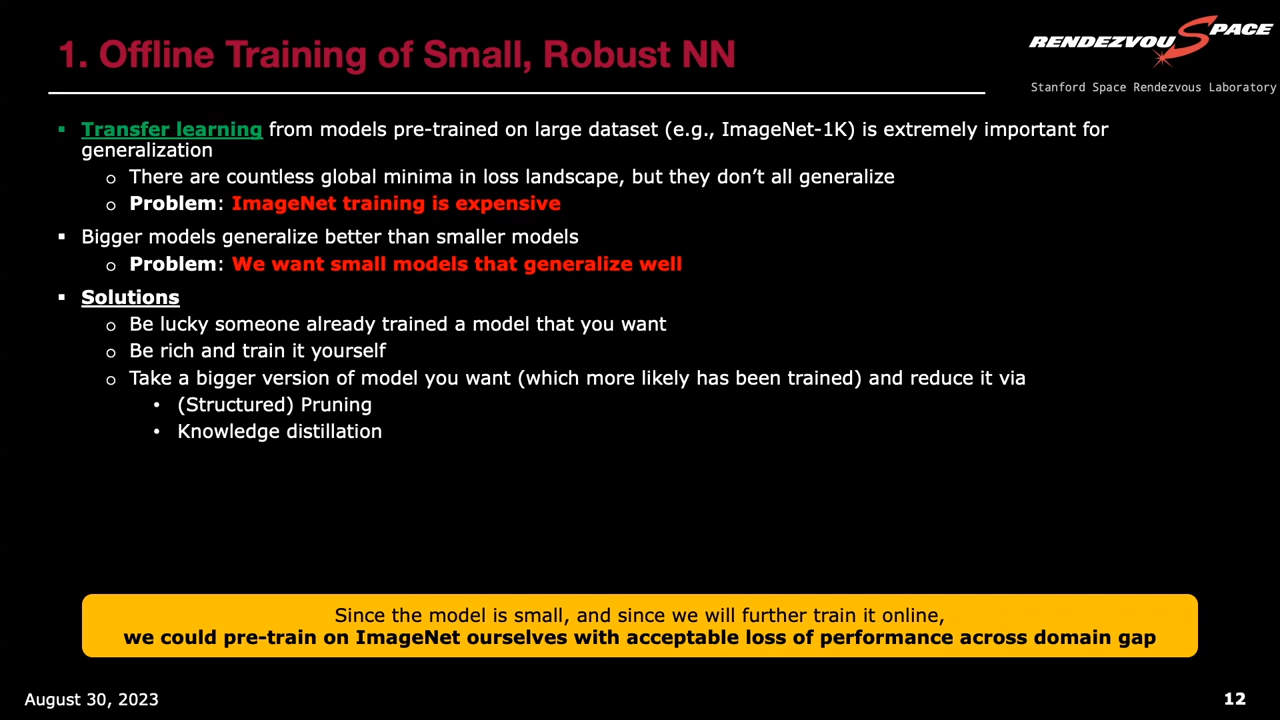 1. Offline Training of Small, Robust NN
RENDEZVOUSPACE
Stanford Space Rendezvous Laboratory
▪ Transfer learning from models pre-trained on large dataset (e.g., ImageNet-1K) is extremely important for
generalization
o There are countless global minima in loss landscape, but they don’t all generalize
o Problem: ImageNet training is expensive
▪ Bigger models generalize better than smaller models
o Problem: We want small models that generalize well
▪ Solutions
o Be lucky someone already trained a model that you want
o Be rich and train it yourself
o Take a bigger version of model you want (which more likely has been trained) and reduce it via
• (Structured) Pruning
• Knowledge distillation
Since the model is small, and since we will further train it online,
we could pre-train on ImageNet ourselves with acceptable loss of performance across domain gap
August 30, 2023
12